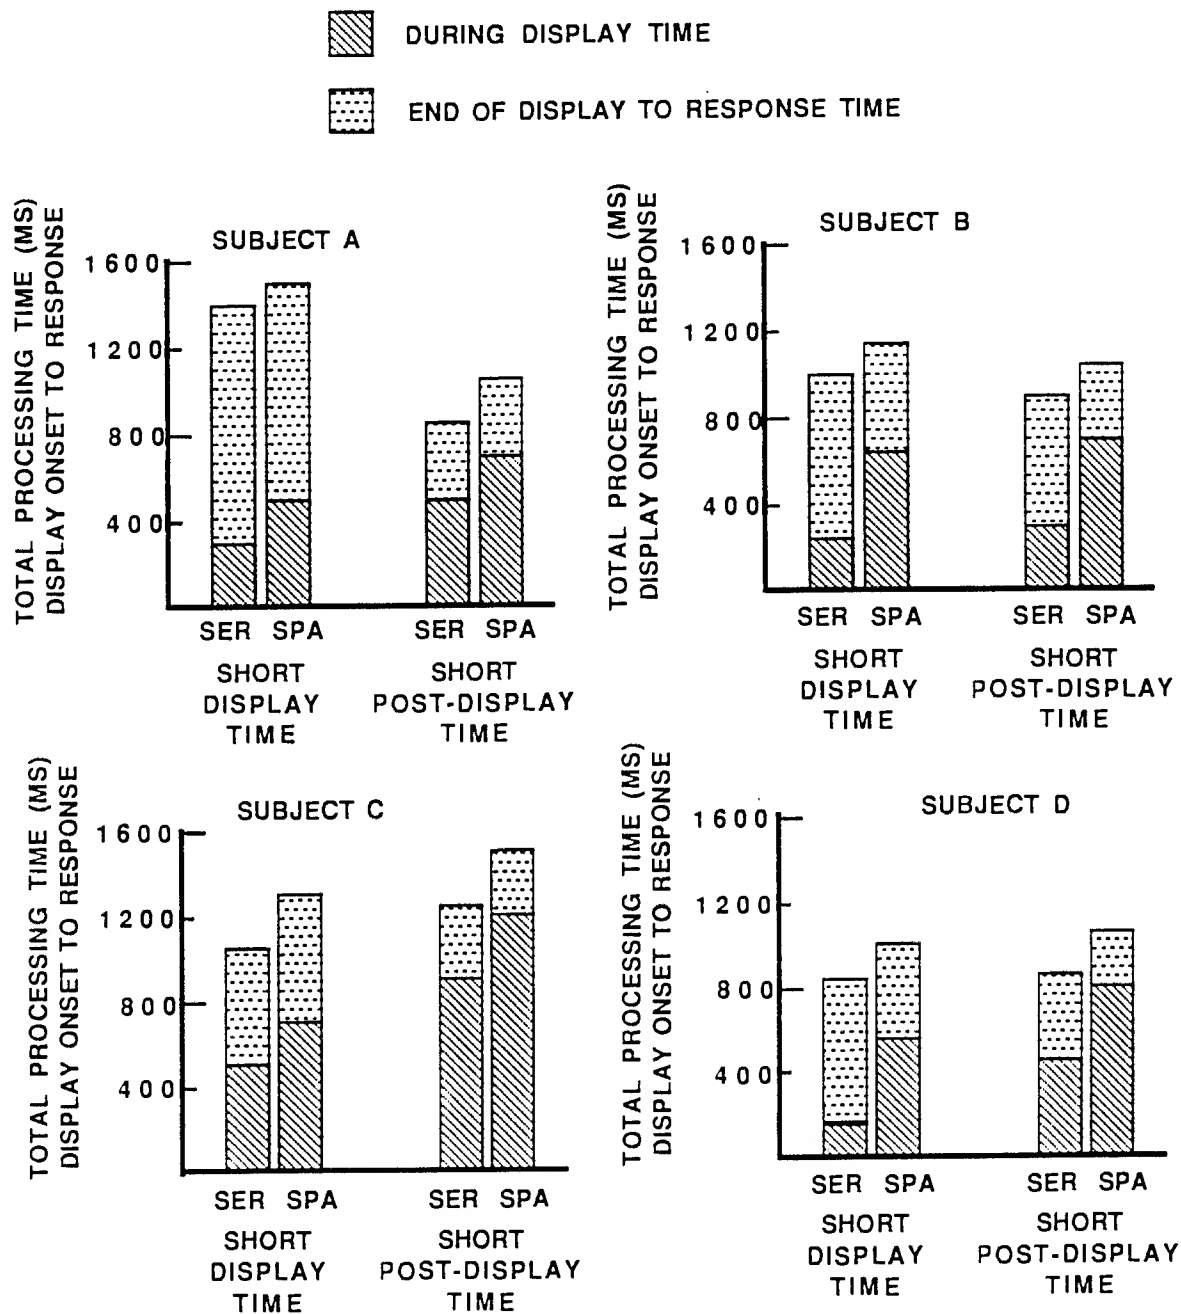 DURING DISPLAY TIME
END OF DISPLAY TO RESPONSE TIME
TOTAL PROCESSING TIME (MS)
DISPLAY ONSET TO RESPONSE
SUBJECT A
1600
1200
800
400
SER SPA
SER SPA
SHORT
DISPLAY
TIME
SHORT
POST-DISPLAY
TIME
TOTAL PROCESSING TIME (MS)
DISPLAY ONSET TO RESPONSE
SUBJECT B
1600
1200
800
400
SER SPA
SER SPA
SHORT
DISPLAY
TIME
SHORT
POST-DISPLAY
TIME
TOTAL PROCESSING TIME (MS)
DISPLAY ONSET TO RESPONSE
SUBJECT C
1600
1200
800
400
SER SPA
SER SPA
SHORT
DISPLAY
TIME
SHORT
POST-DISPLAY
TIME
TOTAL PROCESSING TIME (MS)
DISPLAY ONSET TO RESPONSE
SUBJECT D
1600
1200
800
400
SER SPA
SER SPA
SHORT
DISPLAY
TIME
SHORT
POST-DISPLAY
TIME